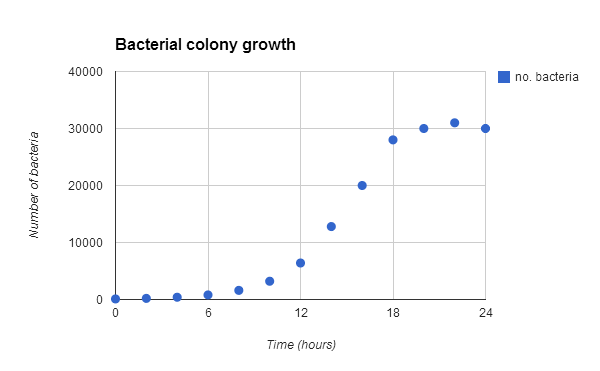 Bacterial colony growth
no. bacteria
40000
30000
20000
10000
0
Number of bacteria
0 6 12 18 24
Time (hours)